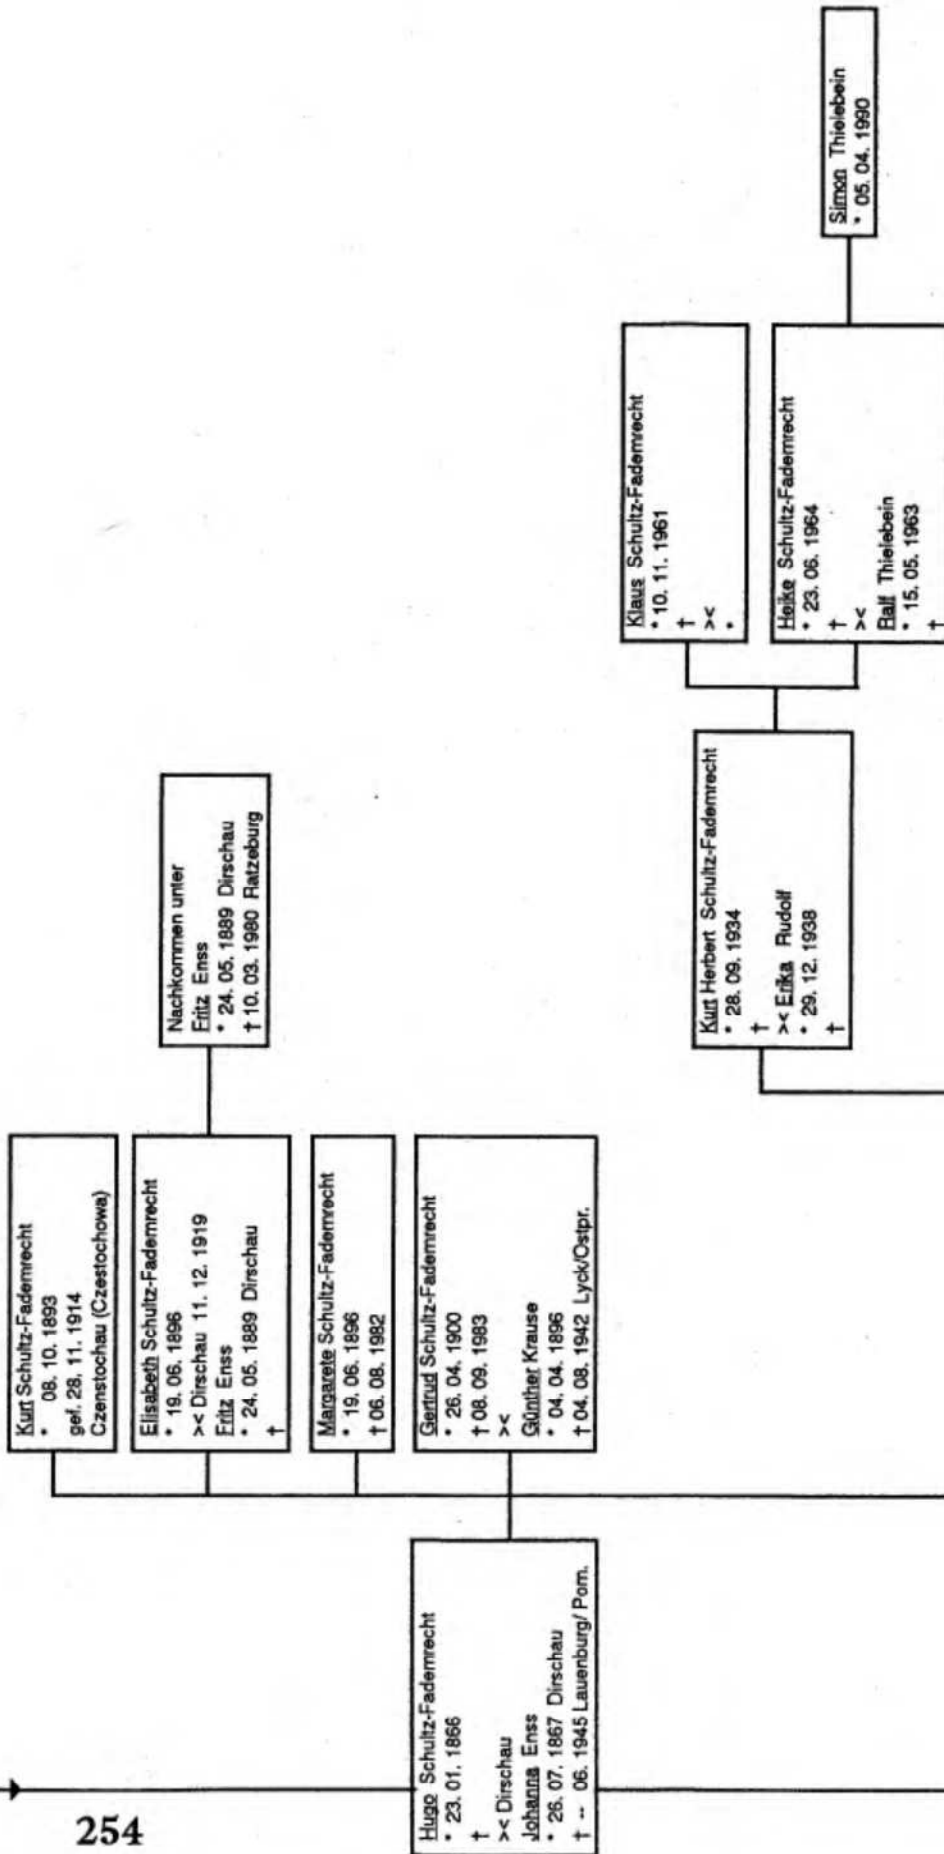 254
Hugo Schultz-Fademrecht
* 23. 01. 1866
†
>< Dirschau
Johanna Enss
* 26. 07. 1867 Dirschau
† -- 06. 1945 Lauenburg/ Pom.
Kurt Schultz-Fademrecht
* 08. 10. 1893
gef. 28. 11. 1914
Czenstochau (Czestochowa)
Elisabeth Schultz-Fademrecht
* 19. 06. 1896
>< Dirschau 11. 12. 1919
Fritz Enss
* 24. 05. 1889 Dirschau
†
Margarete Schultz-Fademrecht
* 19. 06. 1896
† 06. 08. 1982
Gertrud Schultz-Fademrecht
* 26. 04. 1900
† 08. 09. 1983
><
Günther Krause
* 04. 04. 1896
† 04. 08. 1942 Lyck/Ostpr.
Nachkommen unter
Fritz Enss
* 24. 05. 1889 Dirschau
† 10. 03. 1980 Ratzeburg
Kurt Herbert Schultz-Fademrecht
* 28. 09. 1934
†
>< Erika Rudolf
* 29. 12. 1938
†
Klaus Schultz-Fademrecht
* 10. 11. 1961
†
><
*
Heike Schultz-Fademrecht
* 23. 06. 1964
†
><
Ralf Thielebein
* 15. 05. 1963
†
Simon Thielebein
* 05. 04. 1990